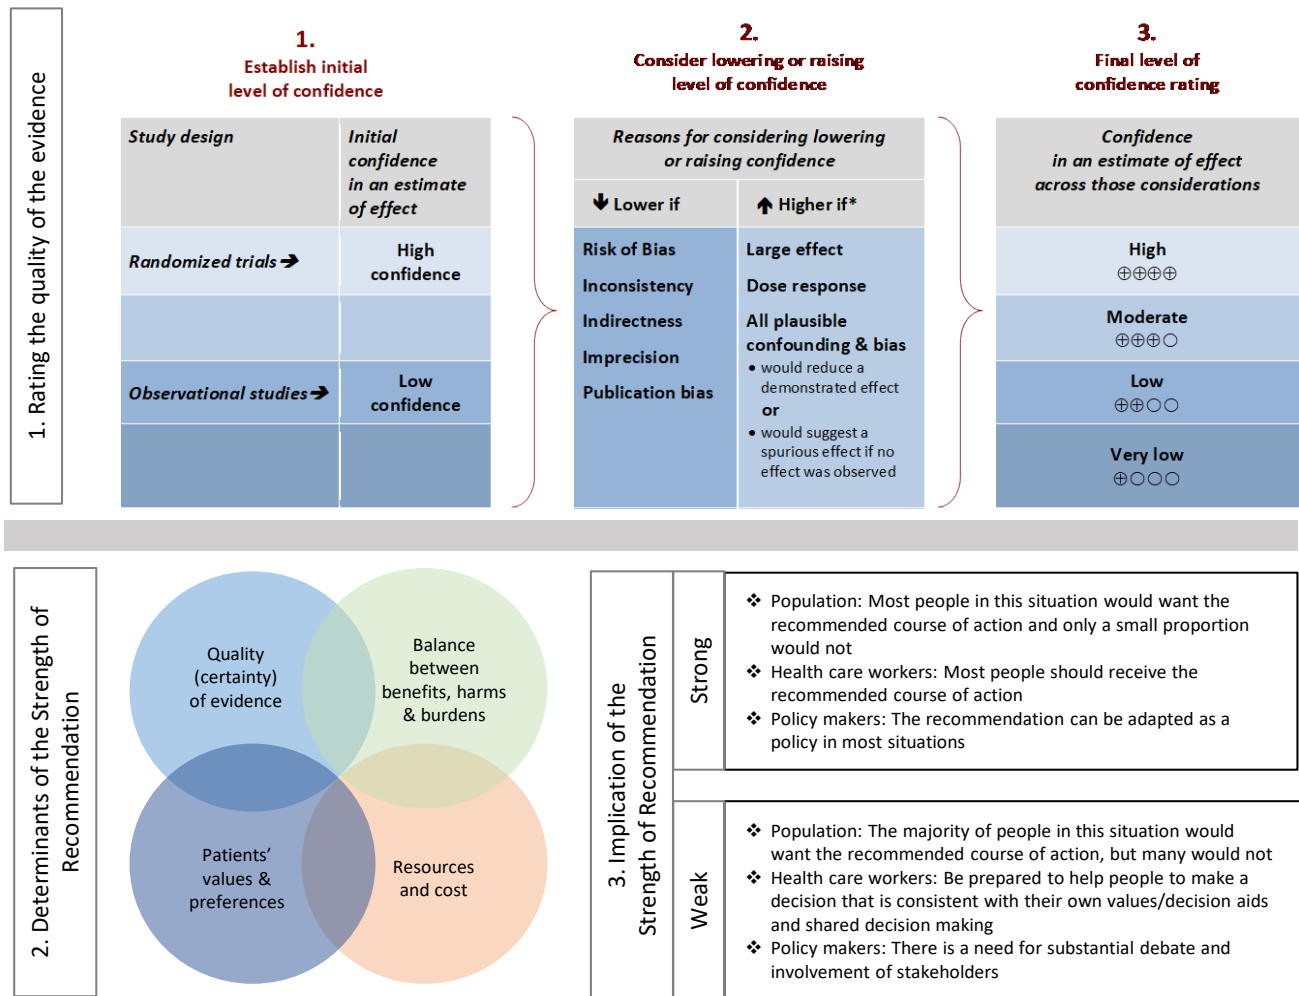 1. Rating the quality of the evidence
1.
Establish initial
level of confidence
Study design
Initial
confidence
in an estimate
of effect
Randomized trials➔
High
confidence
Observational studies➔
Low
confidence
2.
Consider lowering or raising
level of confidence
Reasons for considering lowering
or raising confidence
🡇 Lower if
🡅 Higher if*
Risk of Bias
Inconsistency
Indirectness
Imprecision
Publication bias
Large effect
Dose response
All plausible
confounding & bias
• would reduce a
demonstrated effect
or
• would suggest a
spurious effect if no
effect was observed
3.
Final level of
confidence rating
Confidence
in an estimate of effect
across those considerations
High
⊕⊕⊕⊕
Moderate
⊕⊕⊕○
Low
⊕⊕○○
Very low
⊕○○○
2. Determinants of the Strength of
Recommendation
Quality
(certainty)
of evidence
Balance
between
benefits, harms
& burdens
Patients’
values &
preferences
Resources
and cost
3. Implication of the
Strength of Recommendation
Strong
❖ Population: Most people in this situation would want the
recommended course of action and only a small proportion
would not
❖ Health care workers: Most people should receive the
recommended course of action
❖ Policy makers: The recommendation can be adapted as a
policy in most situations
Weak
❖ Population: The majority of people in this situation would
want the recommended course of action, but many would not
❖ Health care workers: Be prepared to help people to make a
decision that is consistent with their own values/decision aids
and shared decision making
❖ Policy makers: There is a need for substantial debate and
involvement of stakeholders